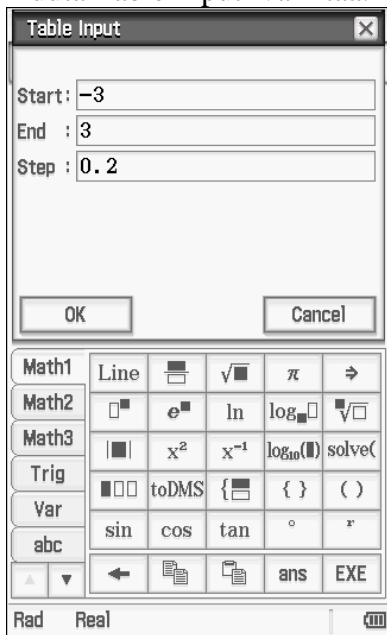 Table Input
Start: -3
End : 3
Step : 0.2
OK Cancel
Math1 Line √ π ⇒
Math2 e ln log √
Math3 | | x² x⁻¹ log₁₀( ) solve(
Trig toDMS { { } ( )
Var sin cos tan ° r
abc
▲ ▼ ← ans EXE
Rad Real